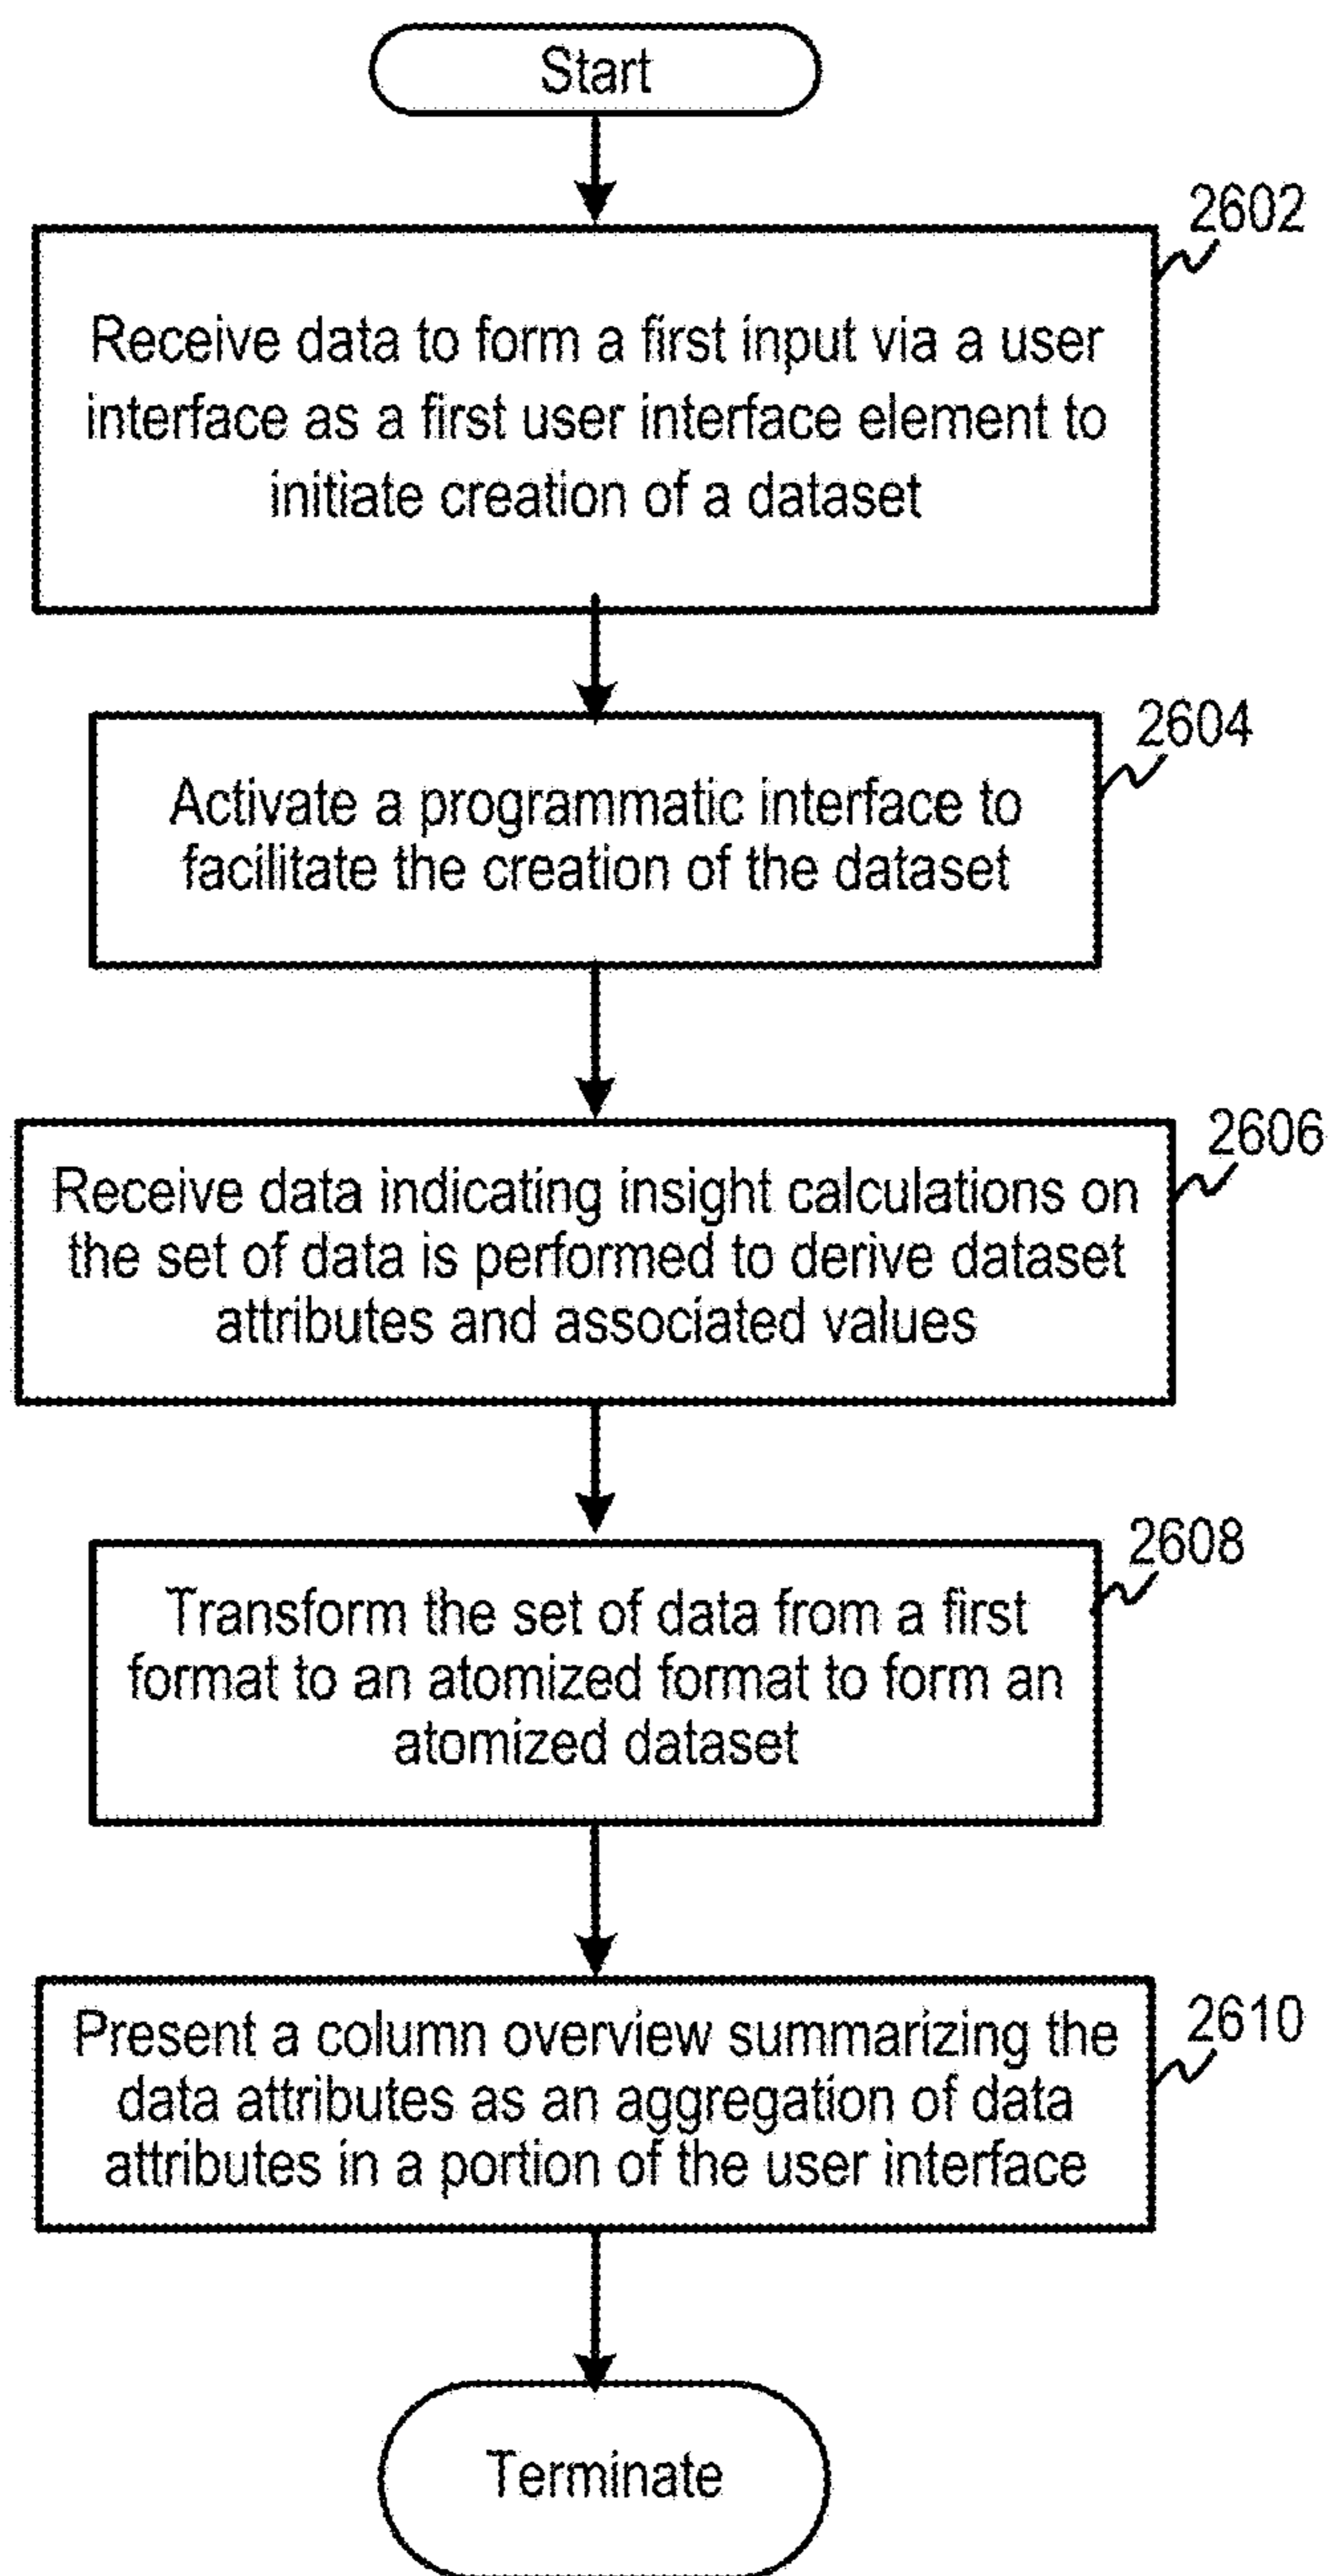 Start
2602
Receive data to form a first input via a user
interface as a first user interface element to
initiate creation of a dataset
2604
Activate a programmatic interface to
facilitate the creation of the dataset
2606
Receive data indicating insight calculations on
the set of data is performed to derive dataset
attributes and associated values
2608
Transform the set of data from a first
format to an atomized format to form an
atomized dataset
2610
Present a column overview summarizing the
data attributes as an aggregation of data
attributes in a portion of the user interface
Terminate